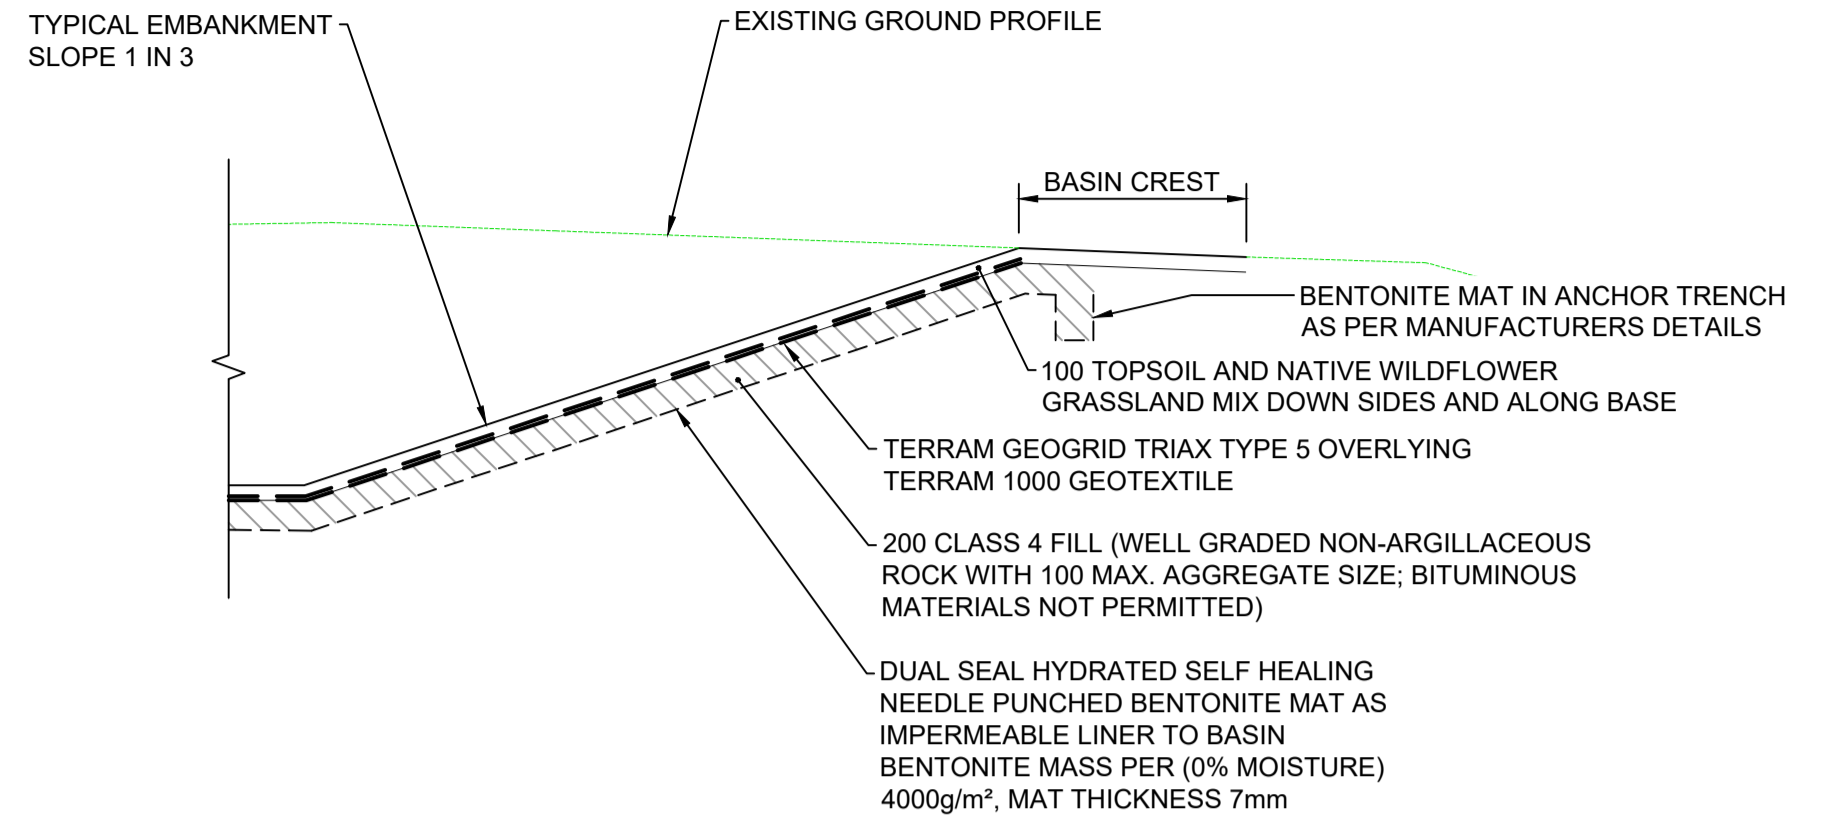 TYPICAL EMBANKMENT
SLOPE 1 IN 3
EXISTING GROUND PROFILE
BASIN CREST
BENTONITE MAT IN ANCHOR TRENCH
AS PER MANUFACTURERS DETAILS
100 TOPSOIL AND NATIVE WILDFLOWER
GRASSLAND MIX DOWN SIDES AND ALONG BASE
TERRAM GEOGRID TRIAX TYPE 5 OVERLYING
TERRAM 1000 GEOTEXTILE
200 CLASS 4 FILL (WELL GRADED NON-ARGILLACEOUS
ROCK WITH 100 MAX. AGGREGATE SIZE; BITUMINOUS
MATERIALS NOT PERMITTED)
DUAL SEAL HYDRATED SELF HEALING
NEEDLE PUNCHED BENTONITE MAT AS
IMPERMEABLE LINER TO BASIN
BENTONITE MASS PER (0% MOISTURE)
4000g/m², MAT THICKNESS 7mm